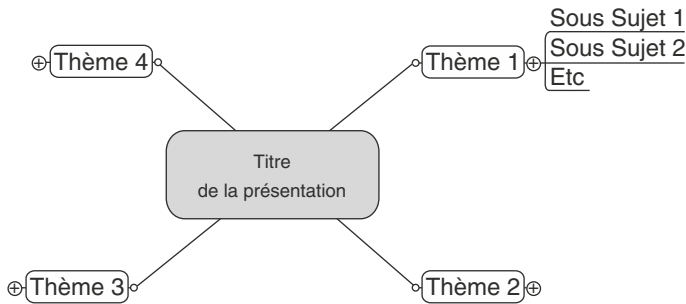 Sous Sujet 1
Thème 4
Thème 1
Sous Sujet 2
Etc
Titre
de la présentation
Thème 3
Thème 2